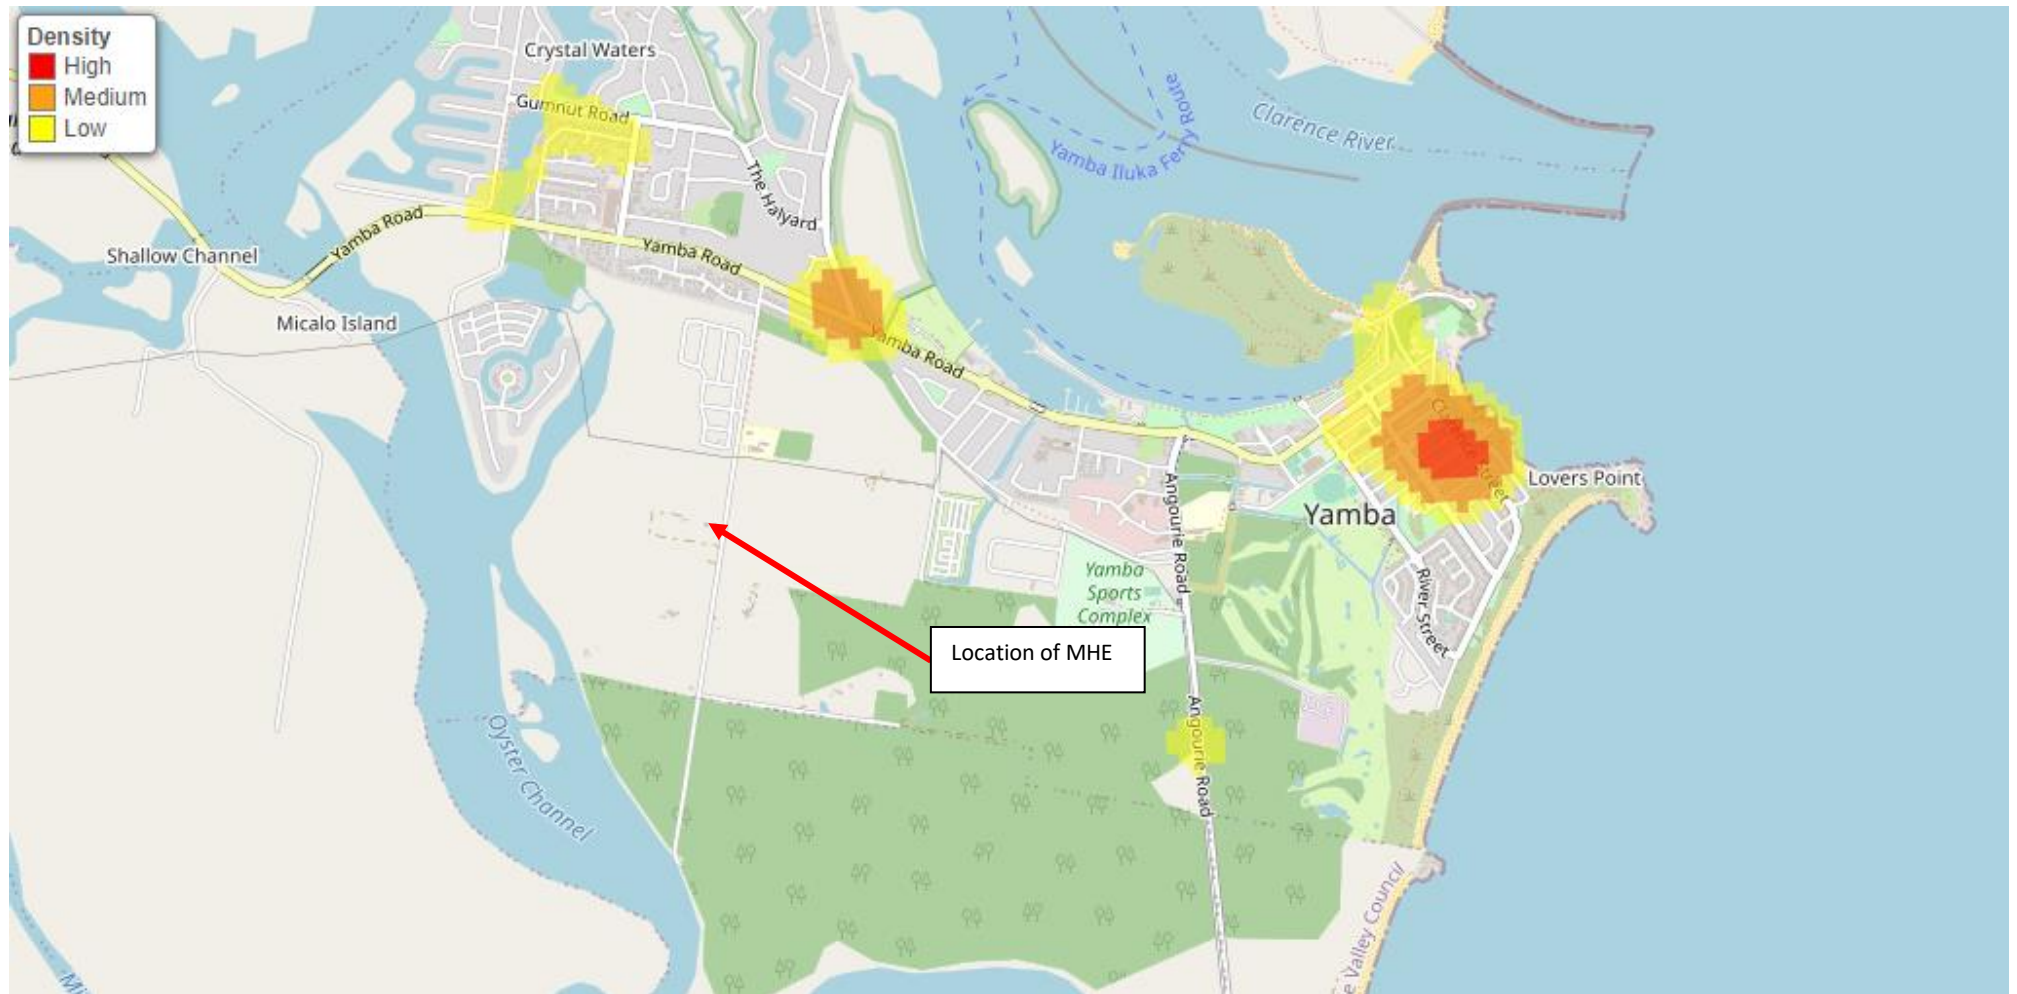 Density
High
Medium
Low
Crystal Waters
Gumnut Road
The Halyard
Yamba Road
Yamba Road
Shallow Channel
Micalo Island
Yamba Road
Yamba Iluka Ferry Route
Clarence River
Lovers Point
Yamba
Angourie Road
River Street
Yamba
Sports
Complex
Location of MHE
Angourie Road
Oyster Channel
e Valley Council